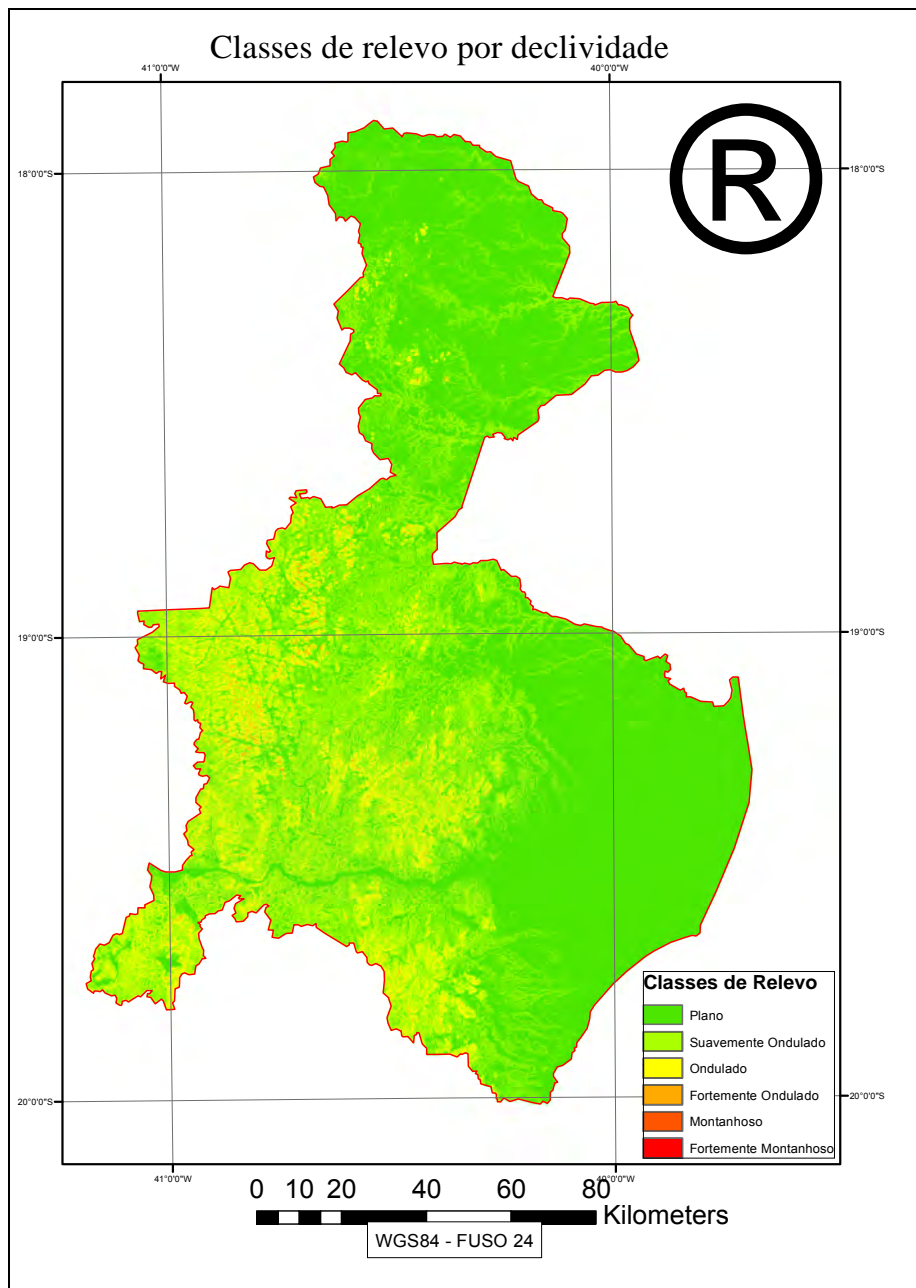 Classes de relevo por declividade
41°0'0"W
40°0'0"W
R
18°0'0"S
18°0'0"S
19°0'0"S
19°0'0"S
Classes de Relevo
Plano
Suavemente Ondulado
Ondulado
Fortemente Ondulado
Montanhoso
Fortemente Montanhoso
20°0'0"S
20°0'0"S
41°0'0"W
40°0'0"W
0 10 20 40 60 80
Kilometers
WGS84 - FUSO 24